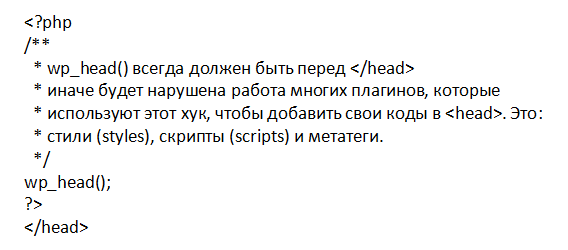 <?php
/**
* wp_head() всегда должен быть перед </head>
* иначе будет нарушена работа многих плагинов, которые
* используют этот хук, чтобы добавить свои коды в <head>. Это:
* стили (styles), скрипты (scripts) и метатеги.
*/
wp_head();
?>
</head>